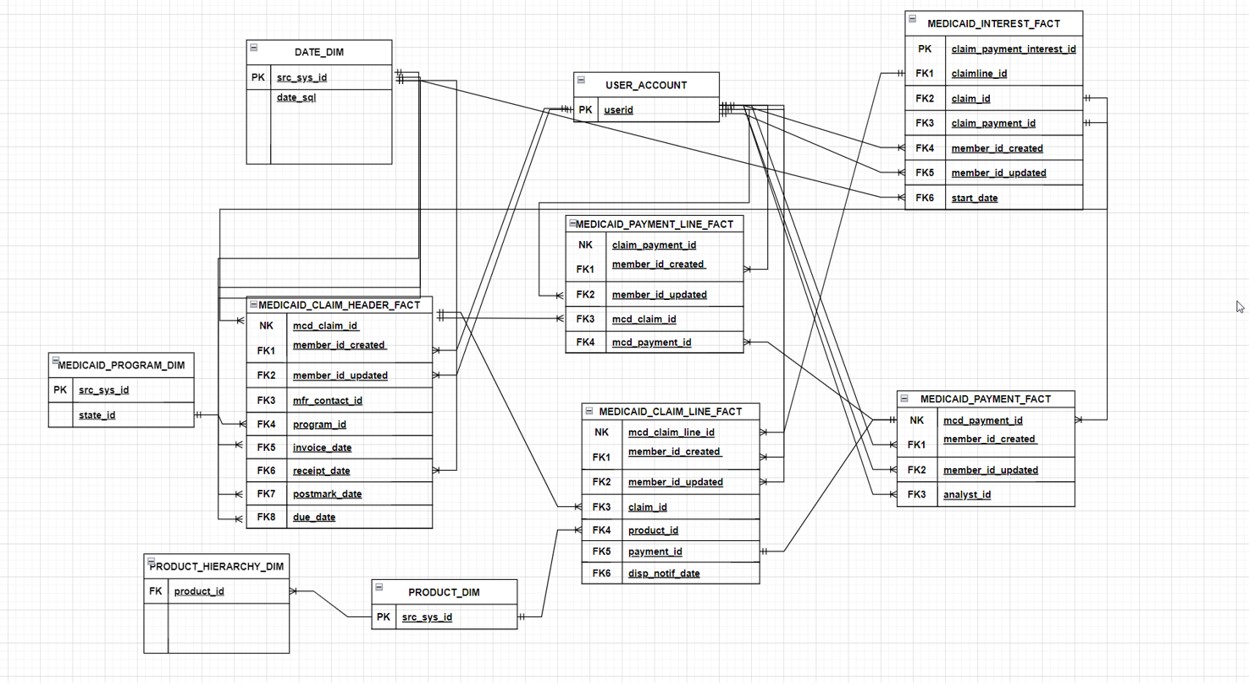 DATE_DIM
PK src_sys_id
date_sql
USER_ACCOUNT
PK userid
MEDICAID_INTEREST_FACT
PK claim_payment_interest_id
FK1 claimline_id
FK2 claim_id
FK3 claim_payment_id
FK4 member_id_created
FK5 member_id_updated
FK6 start_date
MEDICAID_PAYMENT_LINE_FACT
NK claim_payment_id
FK1 member_id_created
FK2 member_id_updated
FK3 mcd_claim_id
FK4 mcd_payment_id
MEDICAID_CLAIM_HEADER_FACT
NK mcd_claim_id
FK1 member_id_created
FK2 member_id_updated
FK3 mfr_contact_id
FK4 program_id
FK5 invoice_date
FK6 receipt_date
FK7 postmark_date
FK8 due_date
MEDICAID_PROGRAM_DIM
PK src_sys_id
state_id
MEDICAID_CLAIM_LINE_FACT
NK mcd_claim_line_id
FK1 member_id_created
FK2 member_id_updated
FK3 claim_id
FK4 product_id
FK5 payment_id
FK6 disp_notif_date
MEDICAID_PAYMENT_FACT
NK mcd_payment_id
FK1 member_id_created
FK2 member_id_updated
FK3 analyst_id
PRODUCT_HIERARCHY_DIM
FK product_id
PRODUCT_DIM
PK src_sys_id